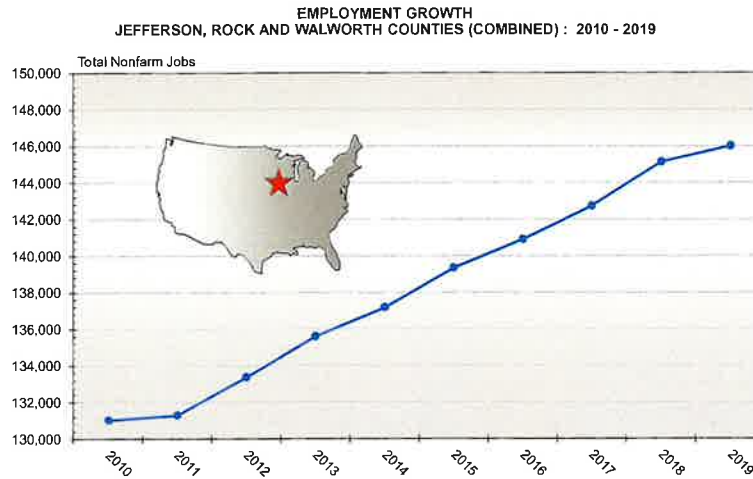 EMPLOYMENT GROWTH
JEFFERSON, ROCK AND WALWORTH COUNTIES (COMBINED) : 2010 - 2019
Total Nonfarm Jobs
150,000
148,000
146,000
144,000
142,000
140,000
138,000
136,000
134,000
132,000
130,000
2010 2011 2012 2013 2014 2015 2016 2017 2018 2019